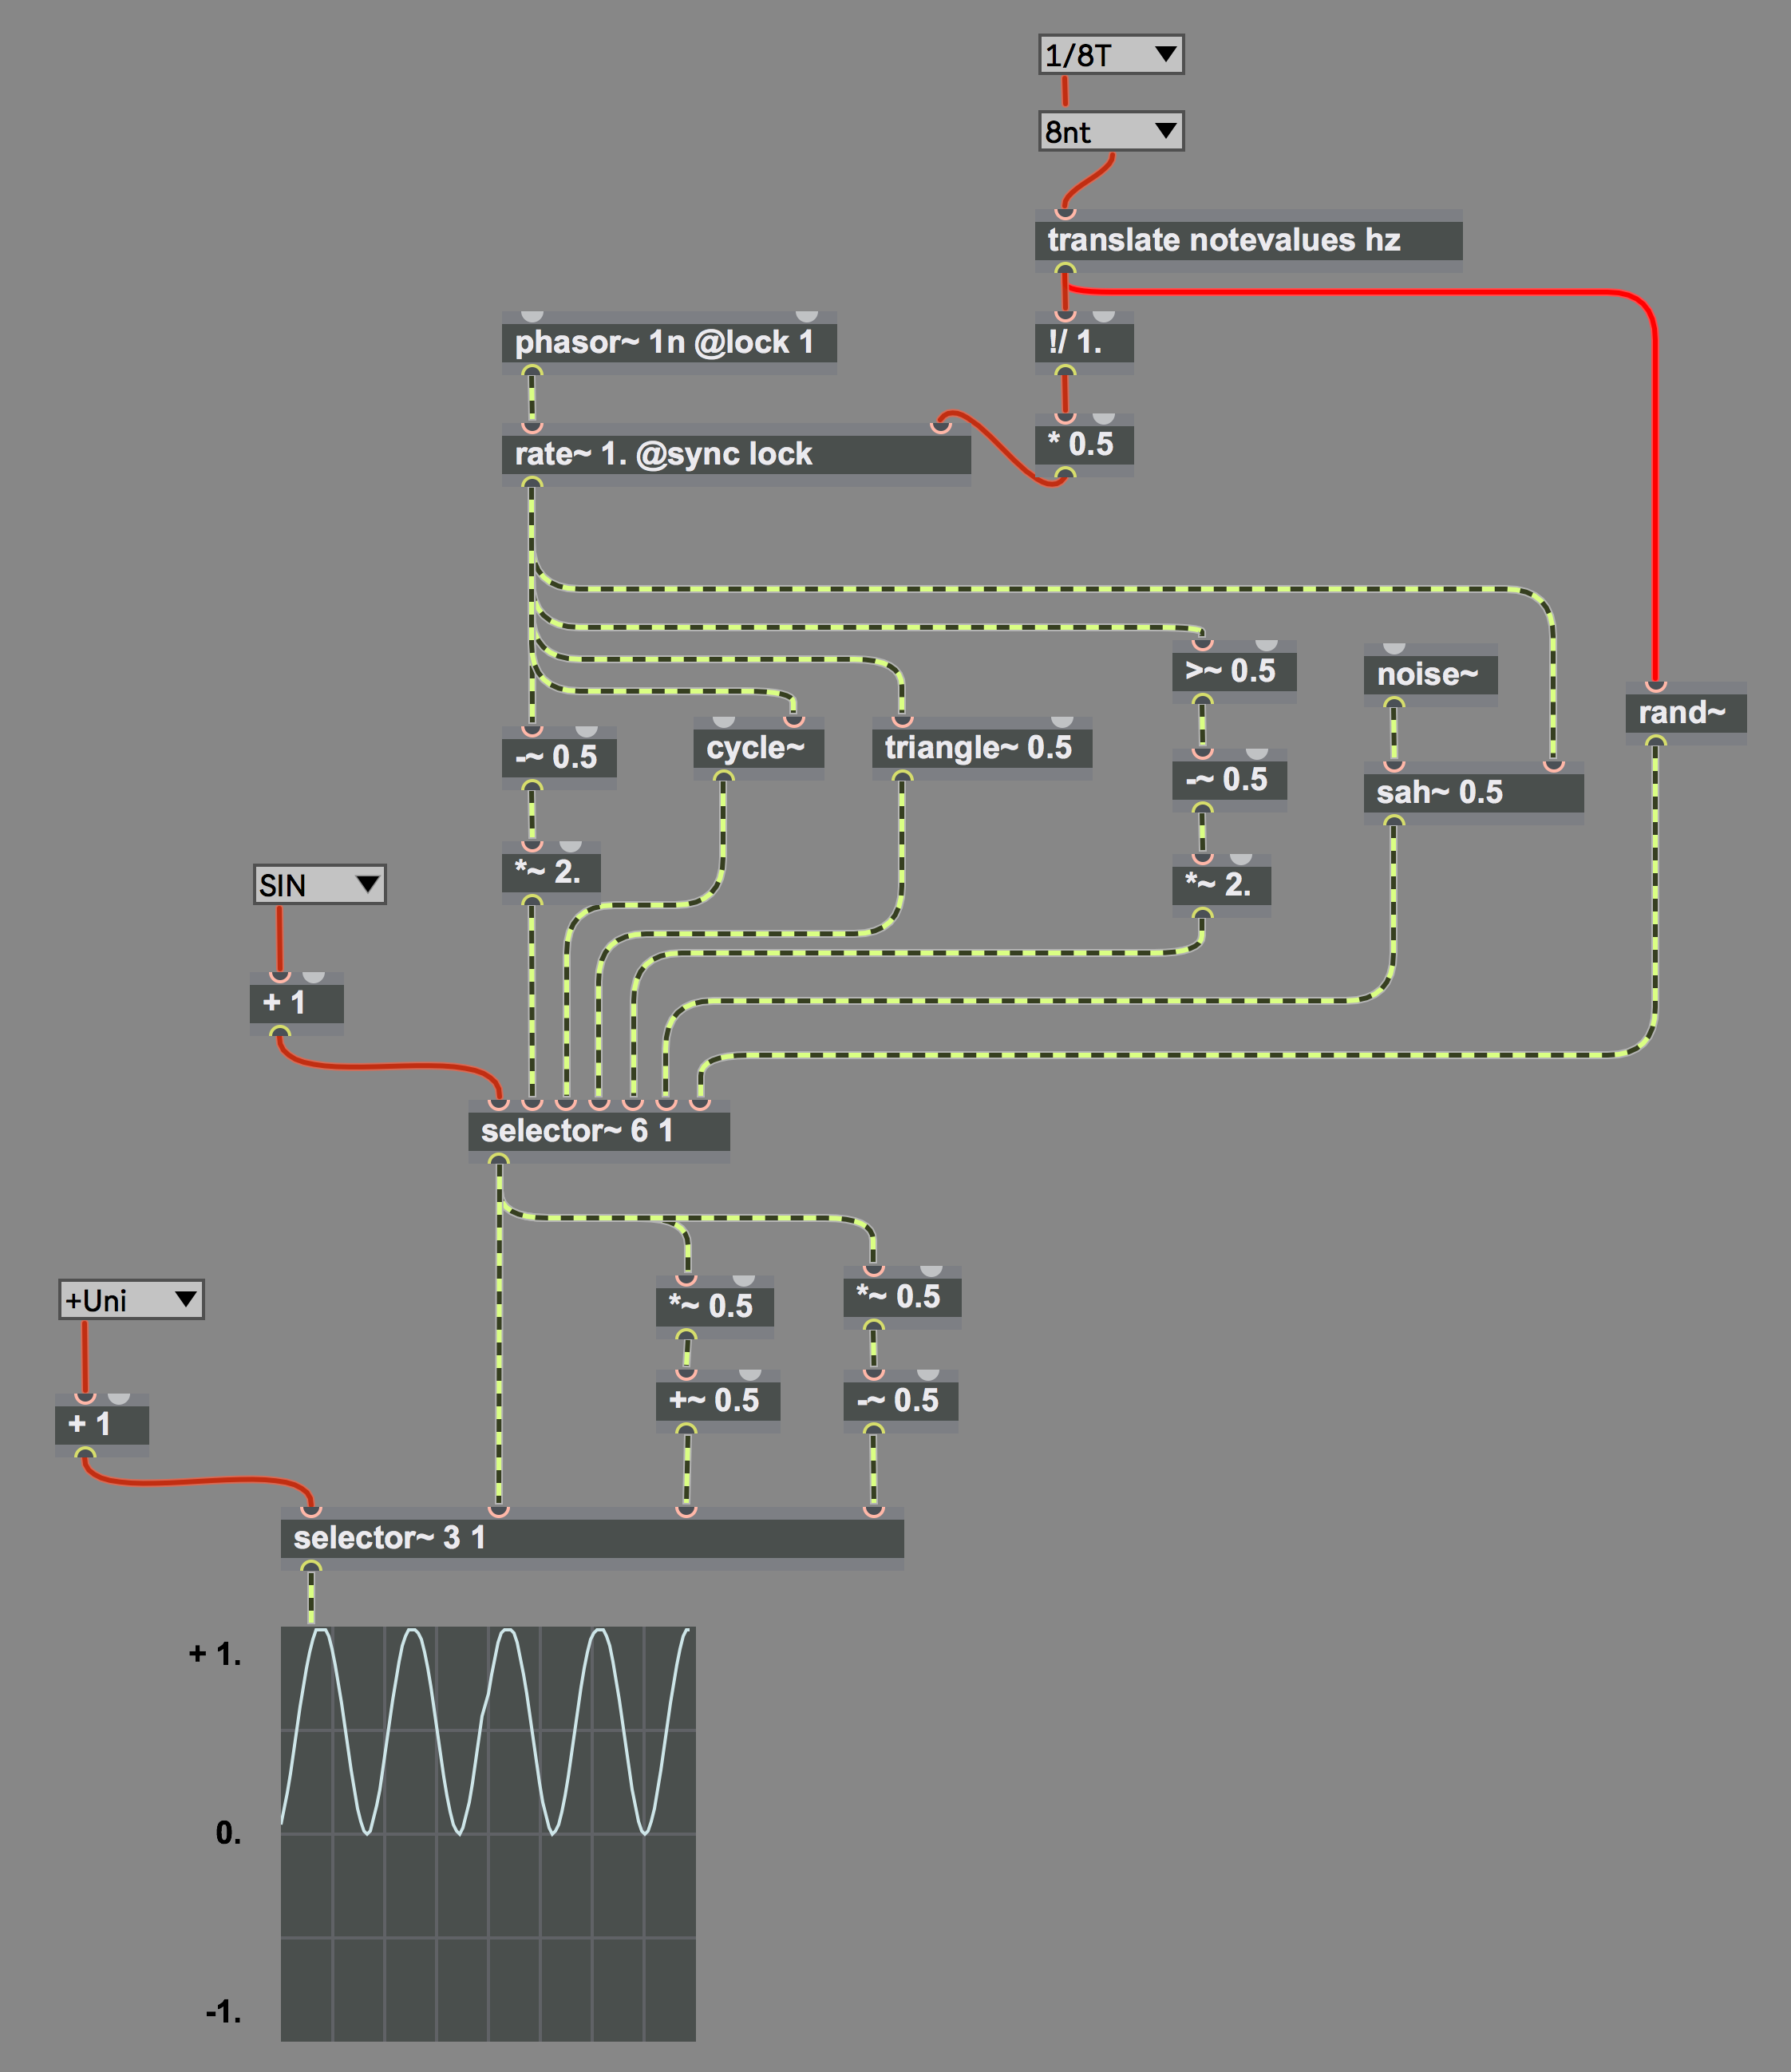 1/8T
8nt
translate notevalues hz
phasor~ 1n @lock 1
!/ 1.
rate~ 1. @sync lock
* 0.5
>~ 0.5
noise~
rand~
-~ 0.5
cycle~
triangle~ 0.5
-~ 0.5
sah~ 0.5
*~ 2.
*~ 2.
SIN
+ 1
selector~ 6 1
+Uni
*~ 0.5
*~ 0.5
+~ 0.5
-~ 0.5
+ 1
selector~ 3 1
+ 1.
0.
-1.